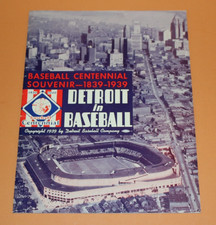 BASEBALL CENTENNIAL
SOUVENIR—1839-1939
DETROIT
in
BASEBALL
Copyright 1939 by Detroit Baseball Company